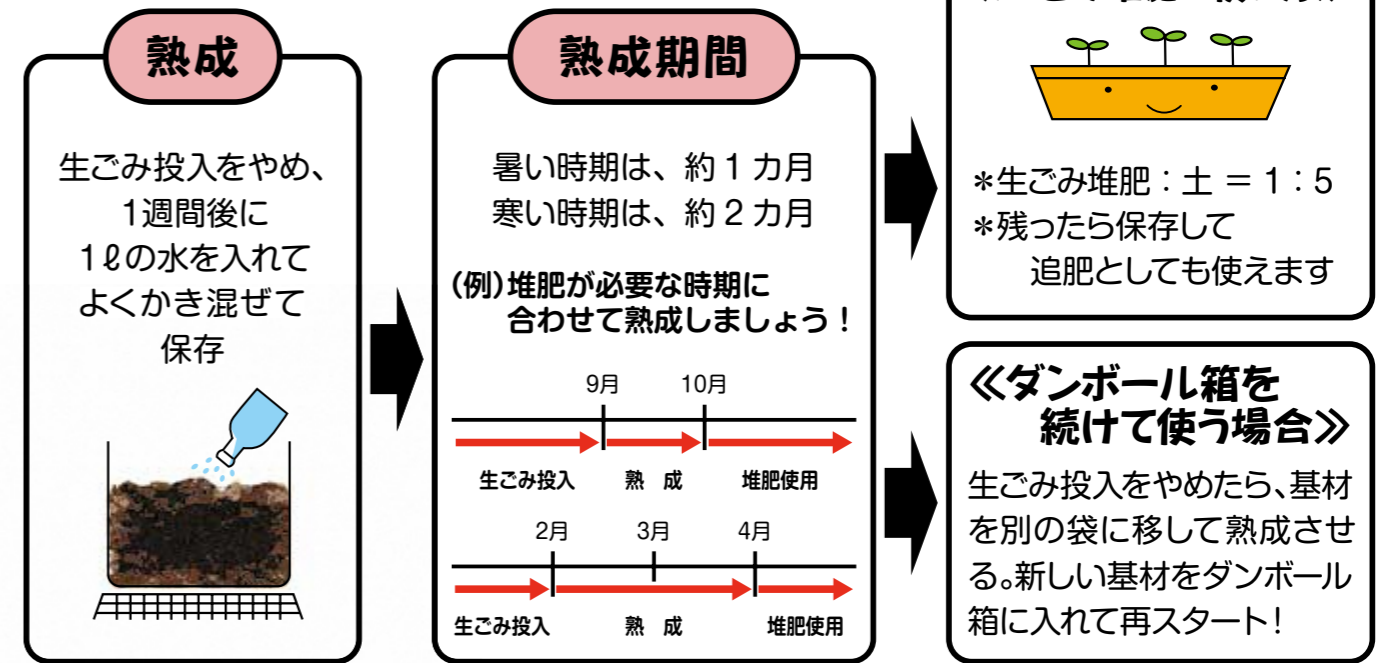 熟成
生ごみ投入をやめ、
1週間後に
1ℓの水を入れて
よくかき混ぜて
保存
熟成期間
暑い時期は、約1カ月
寒い時期は、約2カ月
(例)堆肥が必要な時期に
合わせて熟成しましょう！
9月 10月
生ごみ投入 熟 成 堆肥使用
2月 3月 4月
生ごみ投入 熟 成 堆肥使用
*生ごみ堆肥：土 ＝ 1：5
*残ったら保存して
追肥としても使えます
≪ダンボール箱を
続けて使う場合≫
生ごみ投入をやめたら、基材
を別の袋に移して熟成させ
る。新しい基材をダンボール
箱に入れて再スタート！